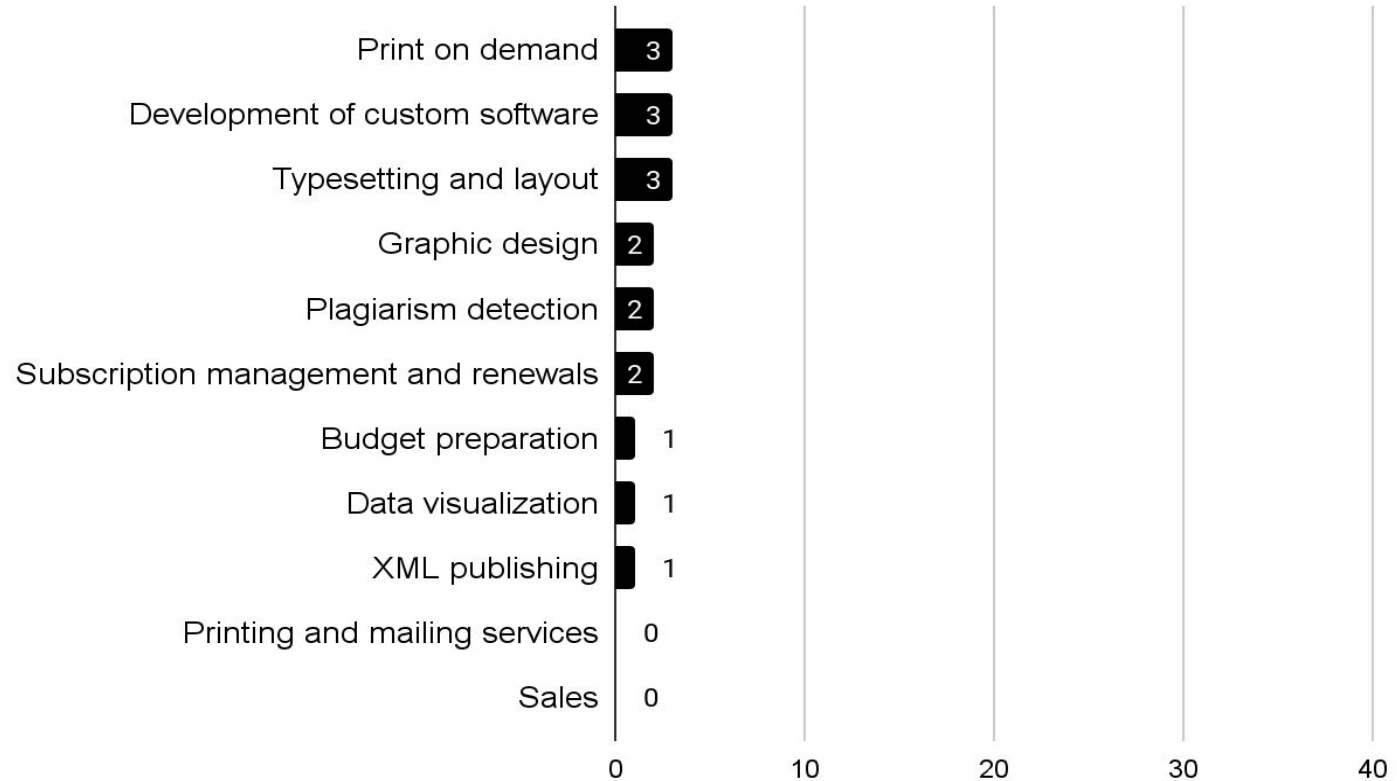 Print on demand 3
Development of custom software 3
Typesetting and layout 3
Graphic design 2
Plagiarism detection 2
Subscription management and renewals 2
Budget preparation 1
Data visualization 1
XML publishing 1
Printing and mailing services 0
Sales 0
0 10 20 30 40